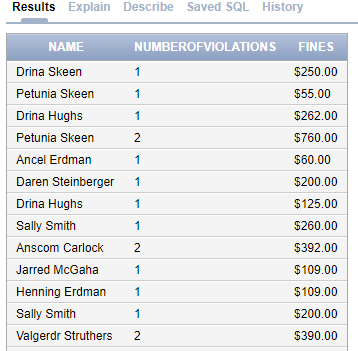 Results Explain Describe Saved SQL History
NAME NUMBEROFVIOLATIONS FINES
Drina Skeen 1 $250.00
Petunia Skeen 1 $55.00
Drina Hughs 1 $262.00
Petunia Skeen 2 $760.00
Ancel Erdman 1 $60.00
Daren Steinberger 1 $200.00
Drina Hughs 1 $125.00
Sally Smith 1 $260.00
Anscom Carlock 2 $392.00
Jarred McGaha 1 $109.00
Henning Erdman 1 $109.00
Sally Smith 1 $200.00
Valgerdr Struthers 2 $390.00